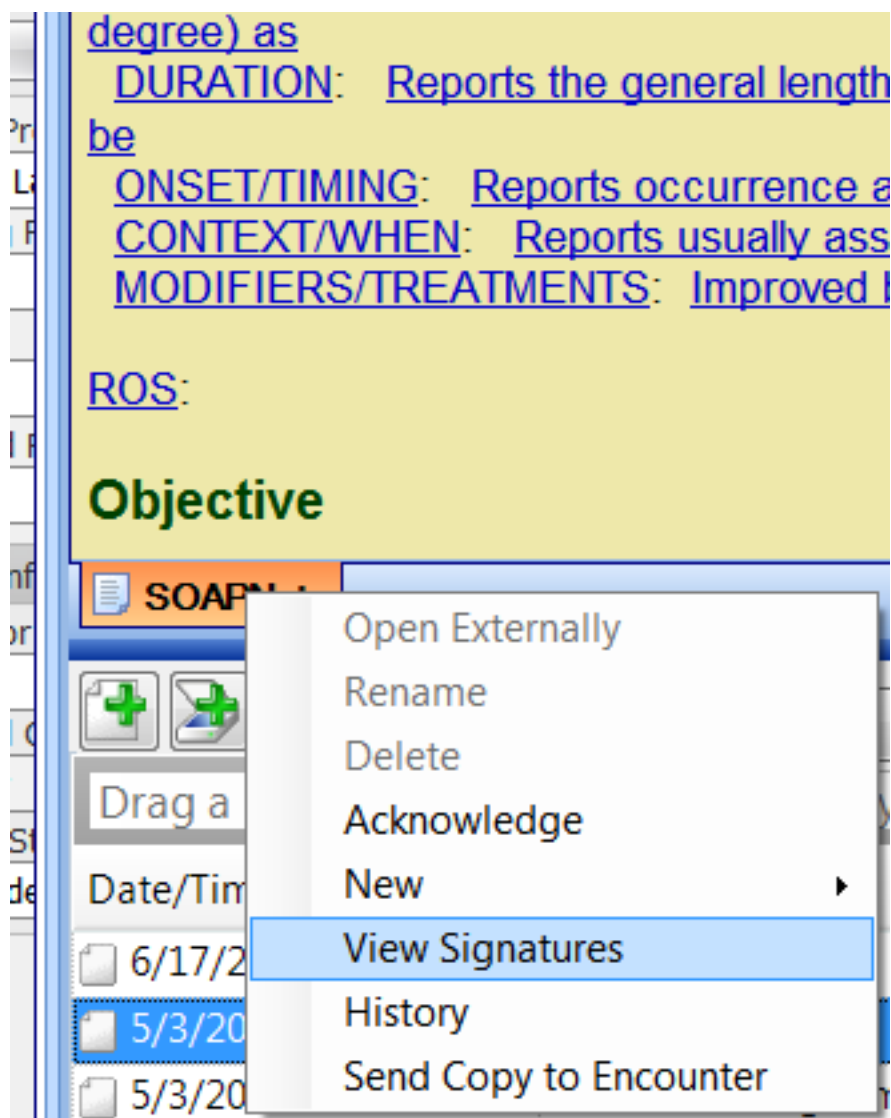 degree) as
DURATION: Reports the general length
be
ONSET/TIMING: Reports occurrence a
CONTEXT/WHEN: Reports usually ass
MODIFIERS/TREATMENTS: Improved
ROS:
Objective
Open Externally
Rename
Delete
Drag a
Acknowledge
Date/Tim
New
View Signatures
6/17/2
History
5/3/20
Send Copy to Encounter
5/3/20